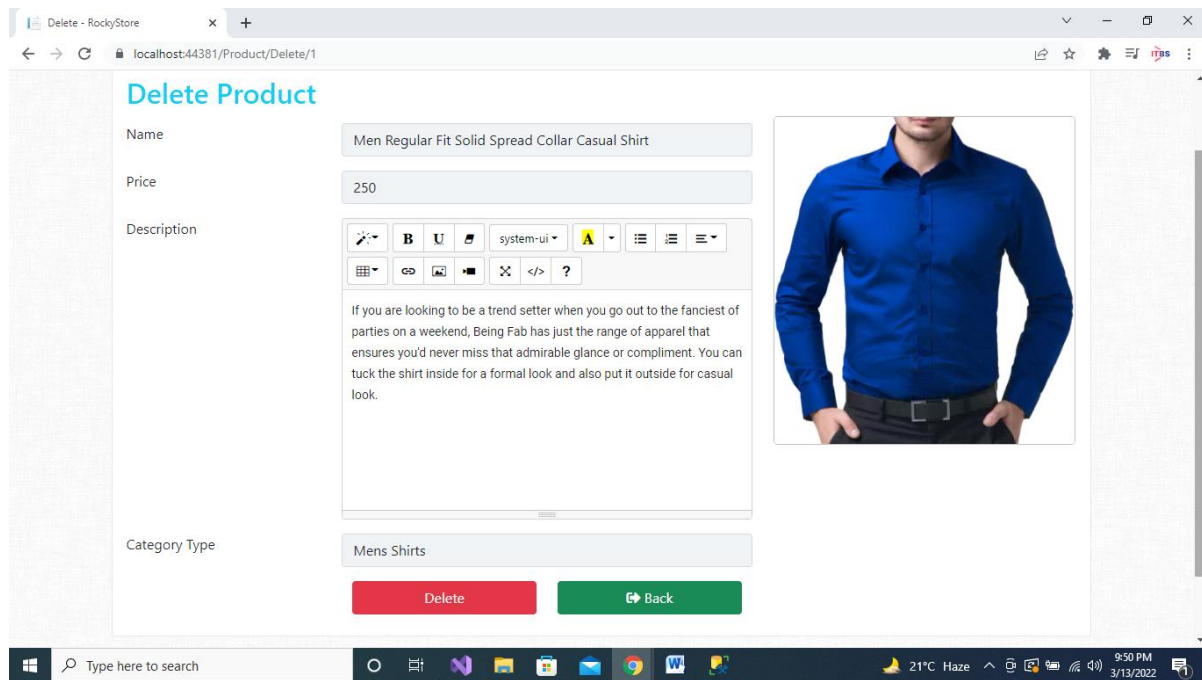 Delete - RockyStore
localhost:44381/Product/Delete/1
ITBS
Delete Product
Name
Men Regular Fit Solid Spread Collar Casual Shirt
Price
250
Description
B U system-ui A
</> ?
If you are looking to be a trend setter when you go out to the fanciest of
parties on a weekend, Being Fab has just the range of apparel that
ensures you'd never miss that admirable glance or compliment. You can
tuck the shirt inside for a formal look and also put it outside for casual
look.
Category Type
Mens Shirts
Delete Back
Type here to search
W
21°C Haze
9:50 PM
3/13/2022
1